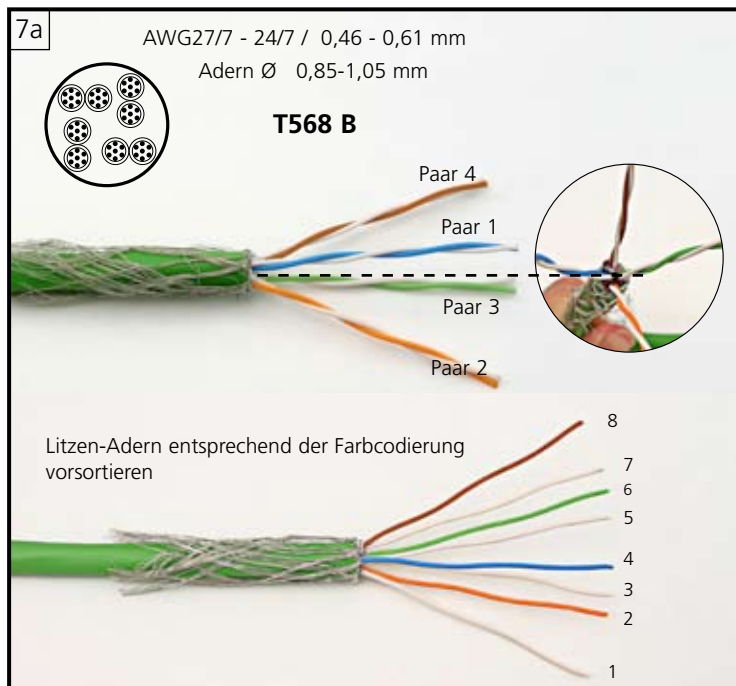 7a
AWG27/7 - 24/7 / 0,46 - 0,61 mm
Adern Ø 0,85-1,05 mm
T568 B
Paar 4
Paar 1
Paar 3
Paar 2
Litzen-Adern entsprechend der Farbcodierung
vorsortieren
8
7
6
5
4
3
2
1